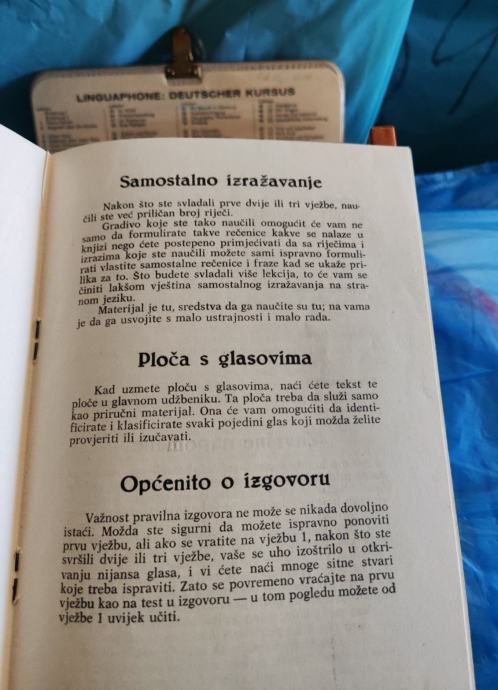 LINGUAPHONE: DEUTSCHER KURSUS
Samostalno izražavanje
Nakon što ste svladali prve dvije ili tri vježbe, nau-
čili ste već priličan broj riječi.
Gradivo koje ste tako naučili omogućit će vam ne
samo da formulirate takve rečenice kakve se nalaze u
knjizi nego ćete postepeno primjećivati da sa riječima i
izrazima koje ste naučili možete sami ispravno formuli-
rati vlastite samostalne rečenice i fraze kad se ukaže pri-
lika za to. Što budete svladali više lekcija, to će vam se
činiti lakšom vještina samostalnog izražavanja na stra-
nom jeziku.
Materijal je tu, sredstva da ga naučite su tu; na vama
je da ga usvojite s malo ustrajnosti i malo rada.
Ploča s glasovima
Kad uzmete ploču s glasovima, naći ćete tekst te
ploče u glavnom udžbeniku. Ta ploča treba da služi samo
kao priručni materijal. Ona će vam omogućiti da identi-
ficirate i klasificirate svaki pojedini glas koji možda želite
provjeriti ili izučavati.
Općenito o izgovoru
Važnost pravilna izgovora ne može se nikada dovoljno
istaći. Možda ste sigurni da možete ispravno ponoviti
prvu vježbu, ali ako se vratite na vježbu 1, nakon što ste
svršili dvije ili tri vježbe, vaše se uho izoštrilo u otkri-
vanju nijansa glasa, i vi ćete naći mnoge sitne stvari
koje treba ispraviti. Zato se povremeno vraćajte na prvu
vježbu kao na test u izgovoru — u tom pogledu možete od
vježbe 1 uvijek učiti.